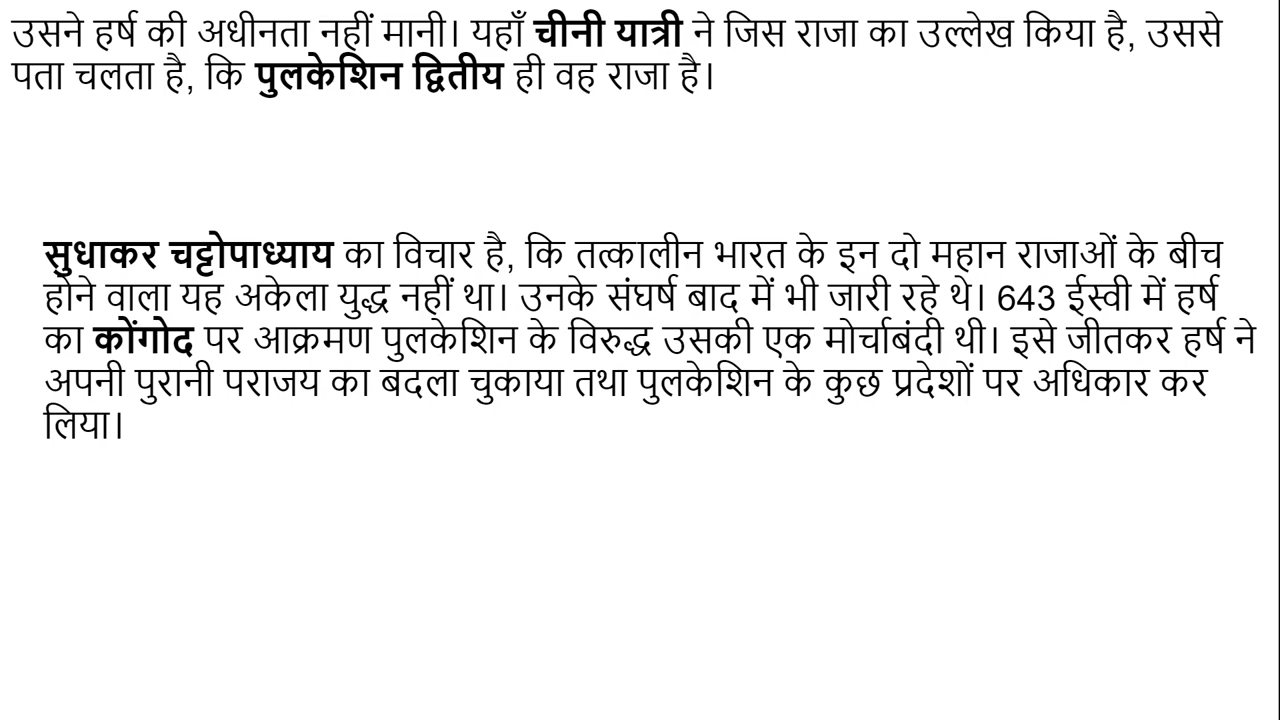 उसने हर्ष की अधीनता नहीं मानी। यहाँ चीनी यात्री ने जिस राजा का उल्लेख किया है, उससे
पता चलता है, कि पुलकेशिन द्वितीय ही वह राजा है।
सुधाकर चट्टोपाध्याय का विचार है, कि तत्कालीन भारत के इन दो महान राजाओं के बीच
होने वाला यह अकेला युद्ध नहीं था। उनके संघर्ष बाद में भी जारी रहे थे। 643 ईस्वी में हर्ष
का कोंगोद पर आक्रमण पुलकेशिन के विरुद्ध उसकी एक मोर्चाबंदी थी। इसे जीतकर हर्ष ने
अपनी पुरानी पराजय का बदला चुकाया तथा पुलकेशिन के कुछ प्रदेशों पर अधिकार कर
लिया।